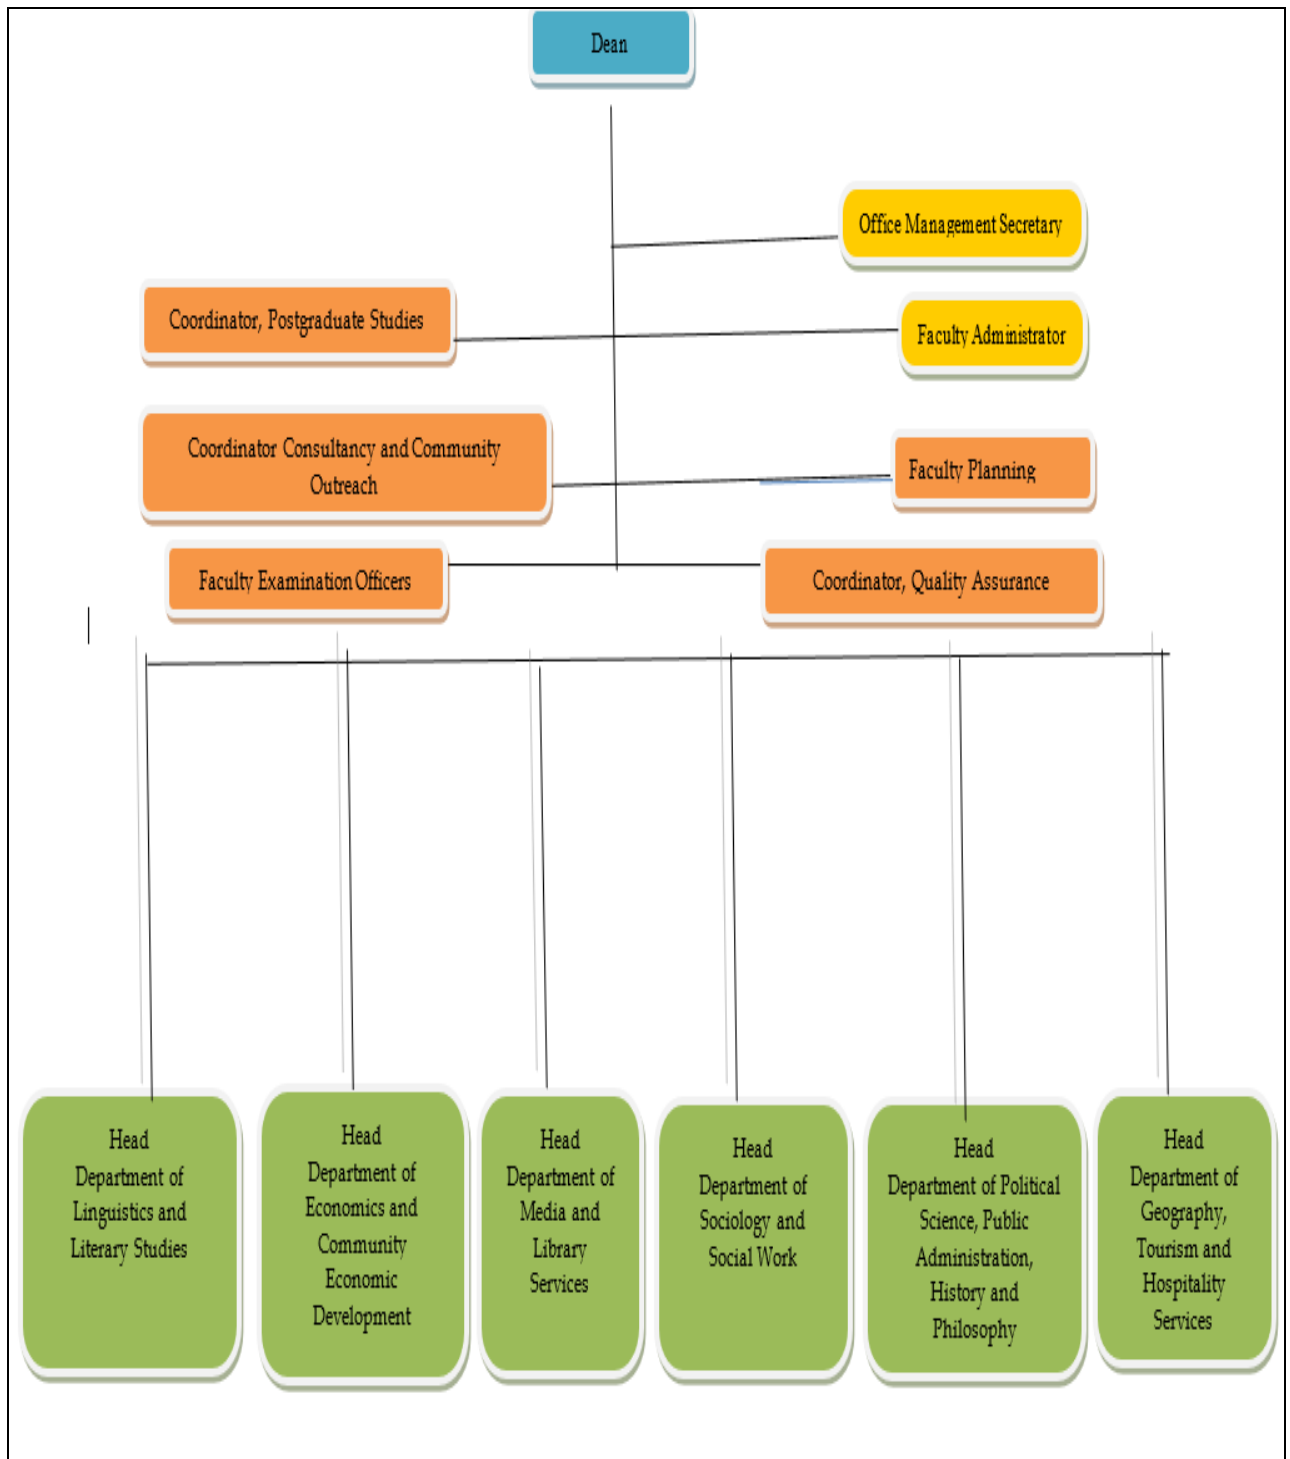 Dean
Office Management Secretary
Coordinator, Postgraduate Studies
Faculty Administrator
Coordinator Consultancy and Community
Outreach
Faculty Planning
Faculty Examination Officers
Coordinator, Quality Assurance
Head
Department of
Linguistics and
Literary Studies
Head
Department of
Economics and
Community
Economic
Development
Head
Department of
Media and
Library
Services
Head
Department of
Sociology and
Social Work
Head
Department of Political
Science, Public
Administration,
History and
Philosophy
Head
Department of
Geography,
Tourism and
Hospitality
Services